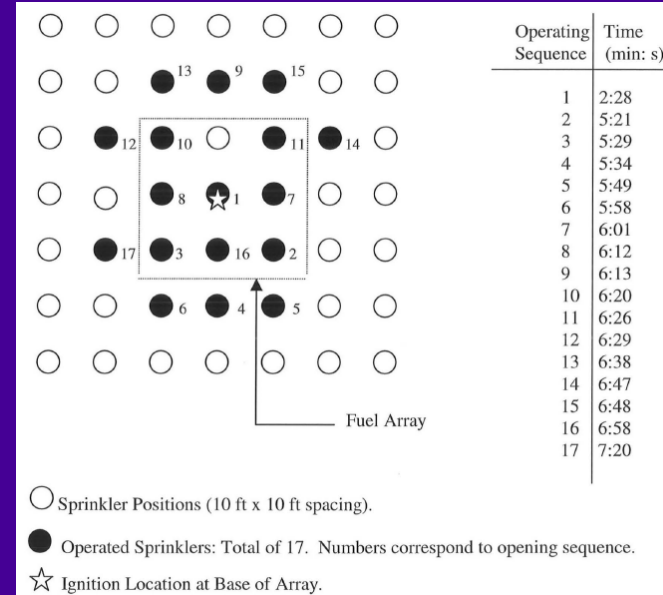 Operating Time
Sequence (min: s)
13 9 15
12 10 11 14
8 1 7
17 3 16 2
6 4 5
1 2:28
2 5:21
3 5:29
4 5:34
5 5:49
6 5:58
7 6:01
8 6:12
9 6:13
10 6:20
11 6:26
12 6:29
13 6:38
14 6:47
15 6:48
16 6:58
17 7:20
Fuel Array
Sprinkler Positions (10 ft x 10 ft spacing).
Operated Sprinklers: Total of 17. Numbers correspond to opening sequence.
Ignition Location at Base of Array.